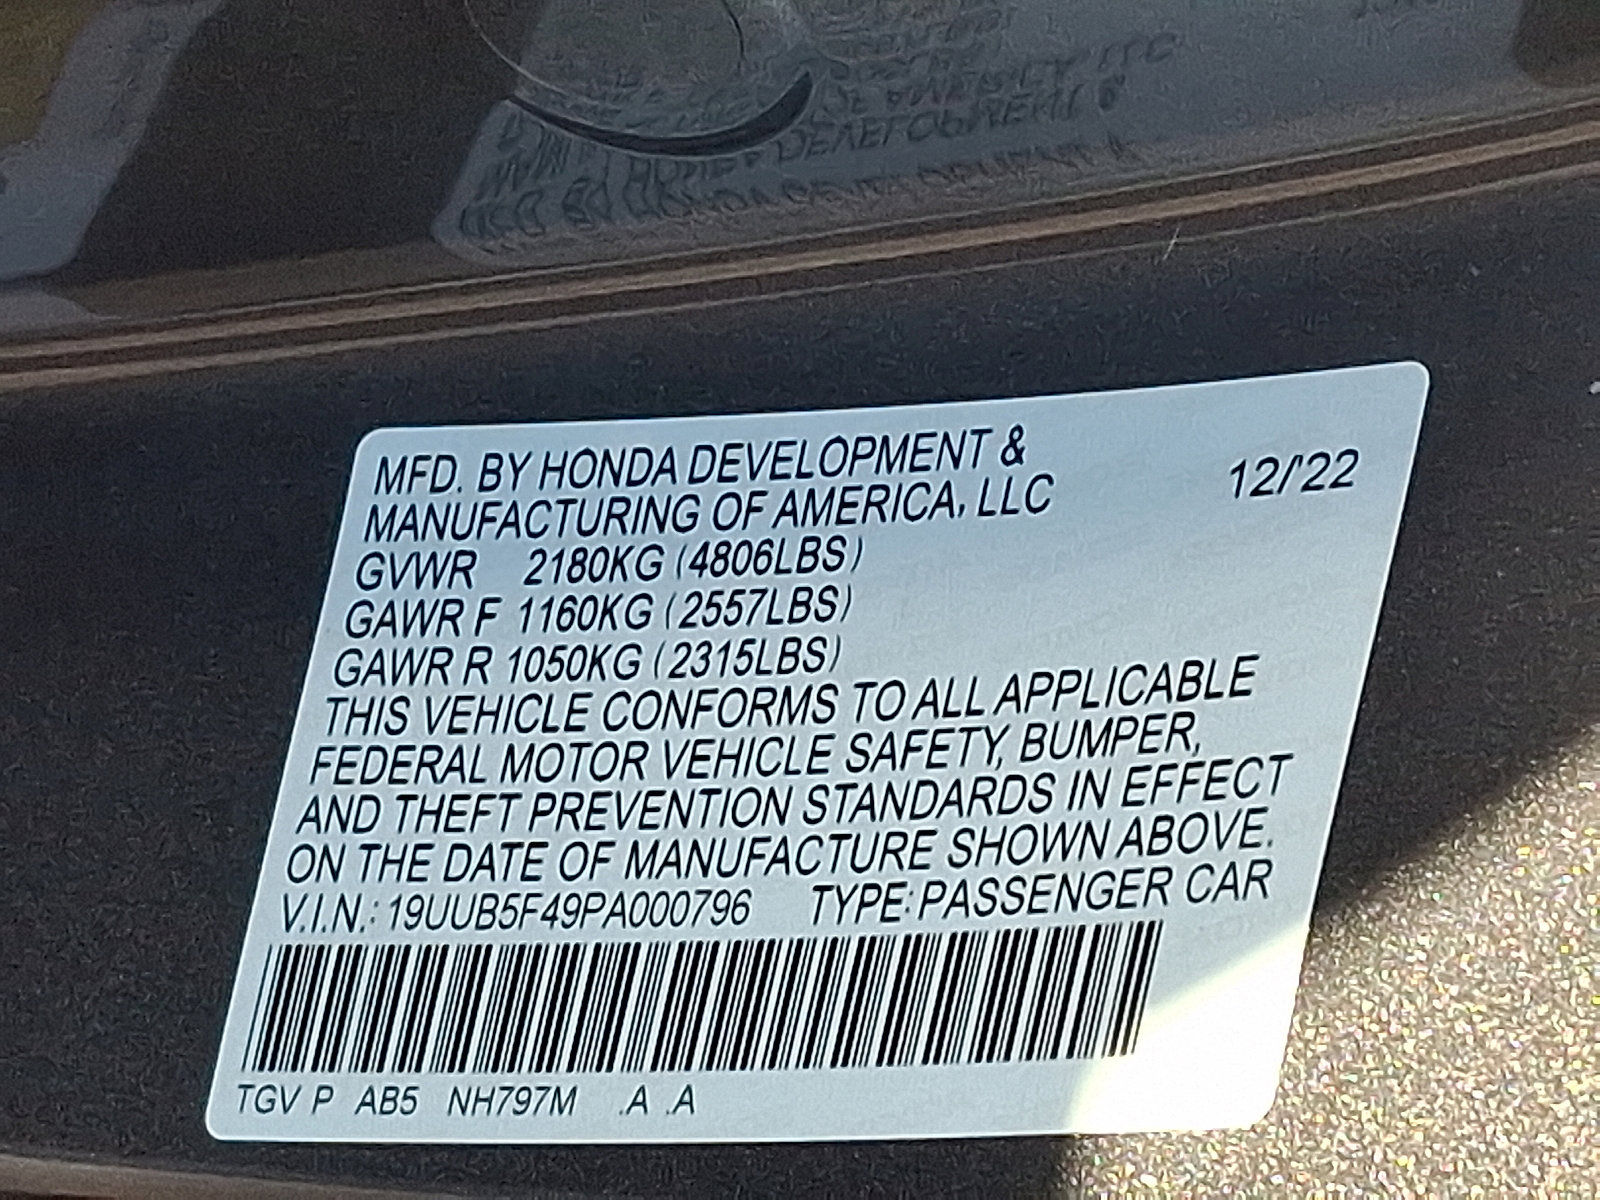 MFD. BY HONDA DEVELOPMENT &
MANUFACTURING OF AMERICA, LLC 12/'22
GVWR 2180KG (4806LBS)
GAWR F 1160KG (2557LBS)
GAWR R 1050KG (2315LBS)
THIS VEHICLE CONFORMS TO ALL APPLICABLE
FEDERAL MOTOR VEHICLE SAFETY, BUMPER,
AND THEFT PREVENTION STANDARDS IN EFFECT
ON THE DATE OF MANUFACTURE SHOWN ABOVE.
V.I.N.: 19UUB5F49PA000796 TYPE: PASSENGER CAR
TGV P AB5 NH797M .A .A